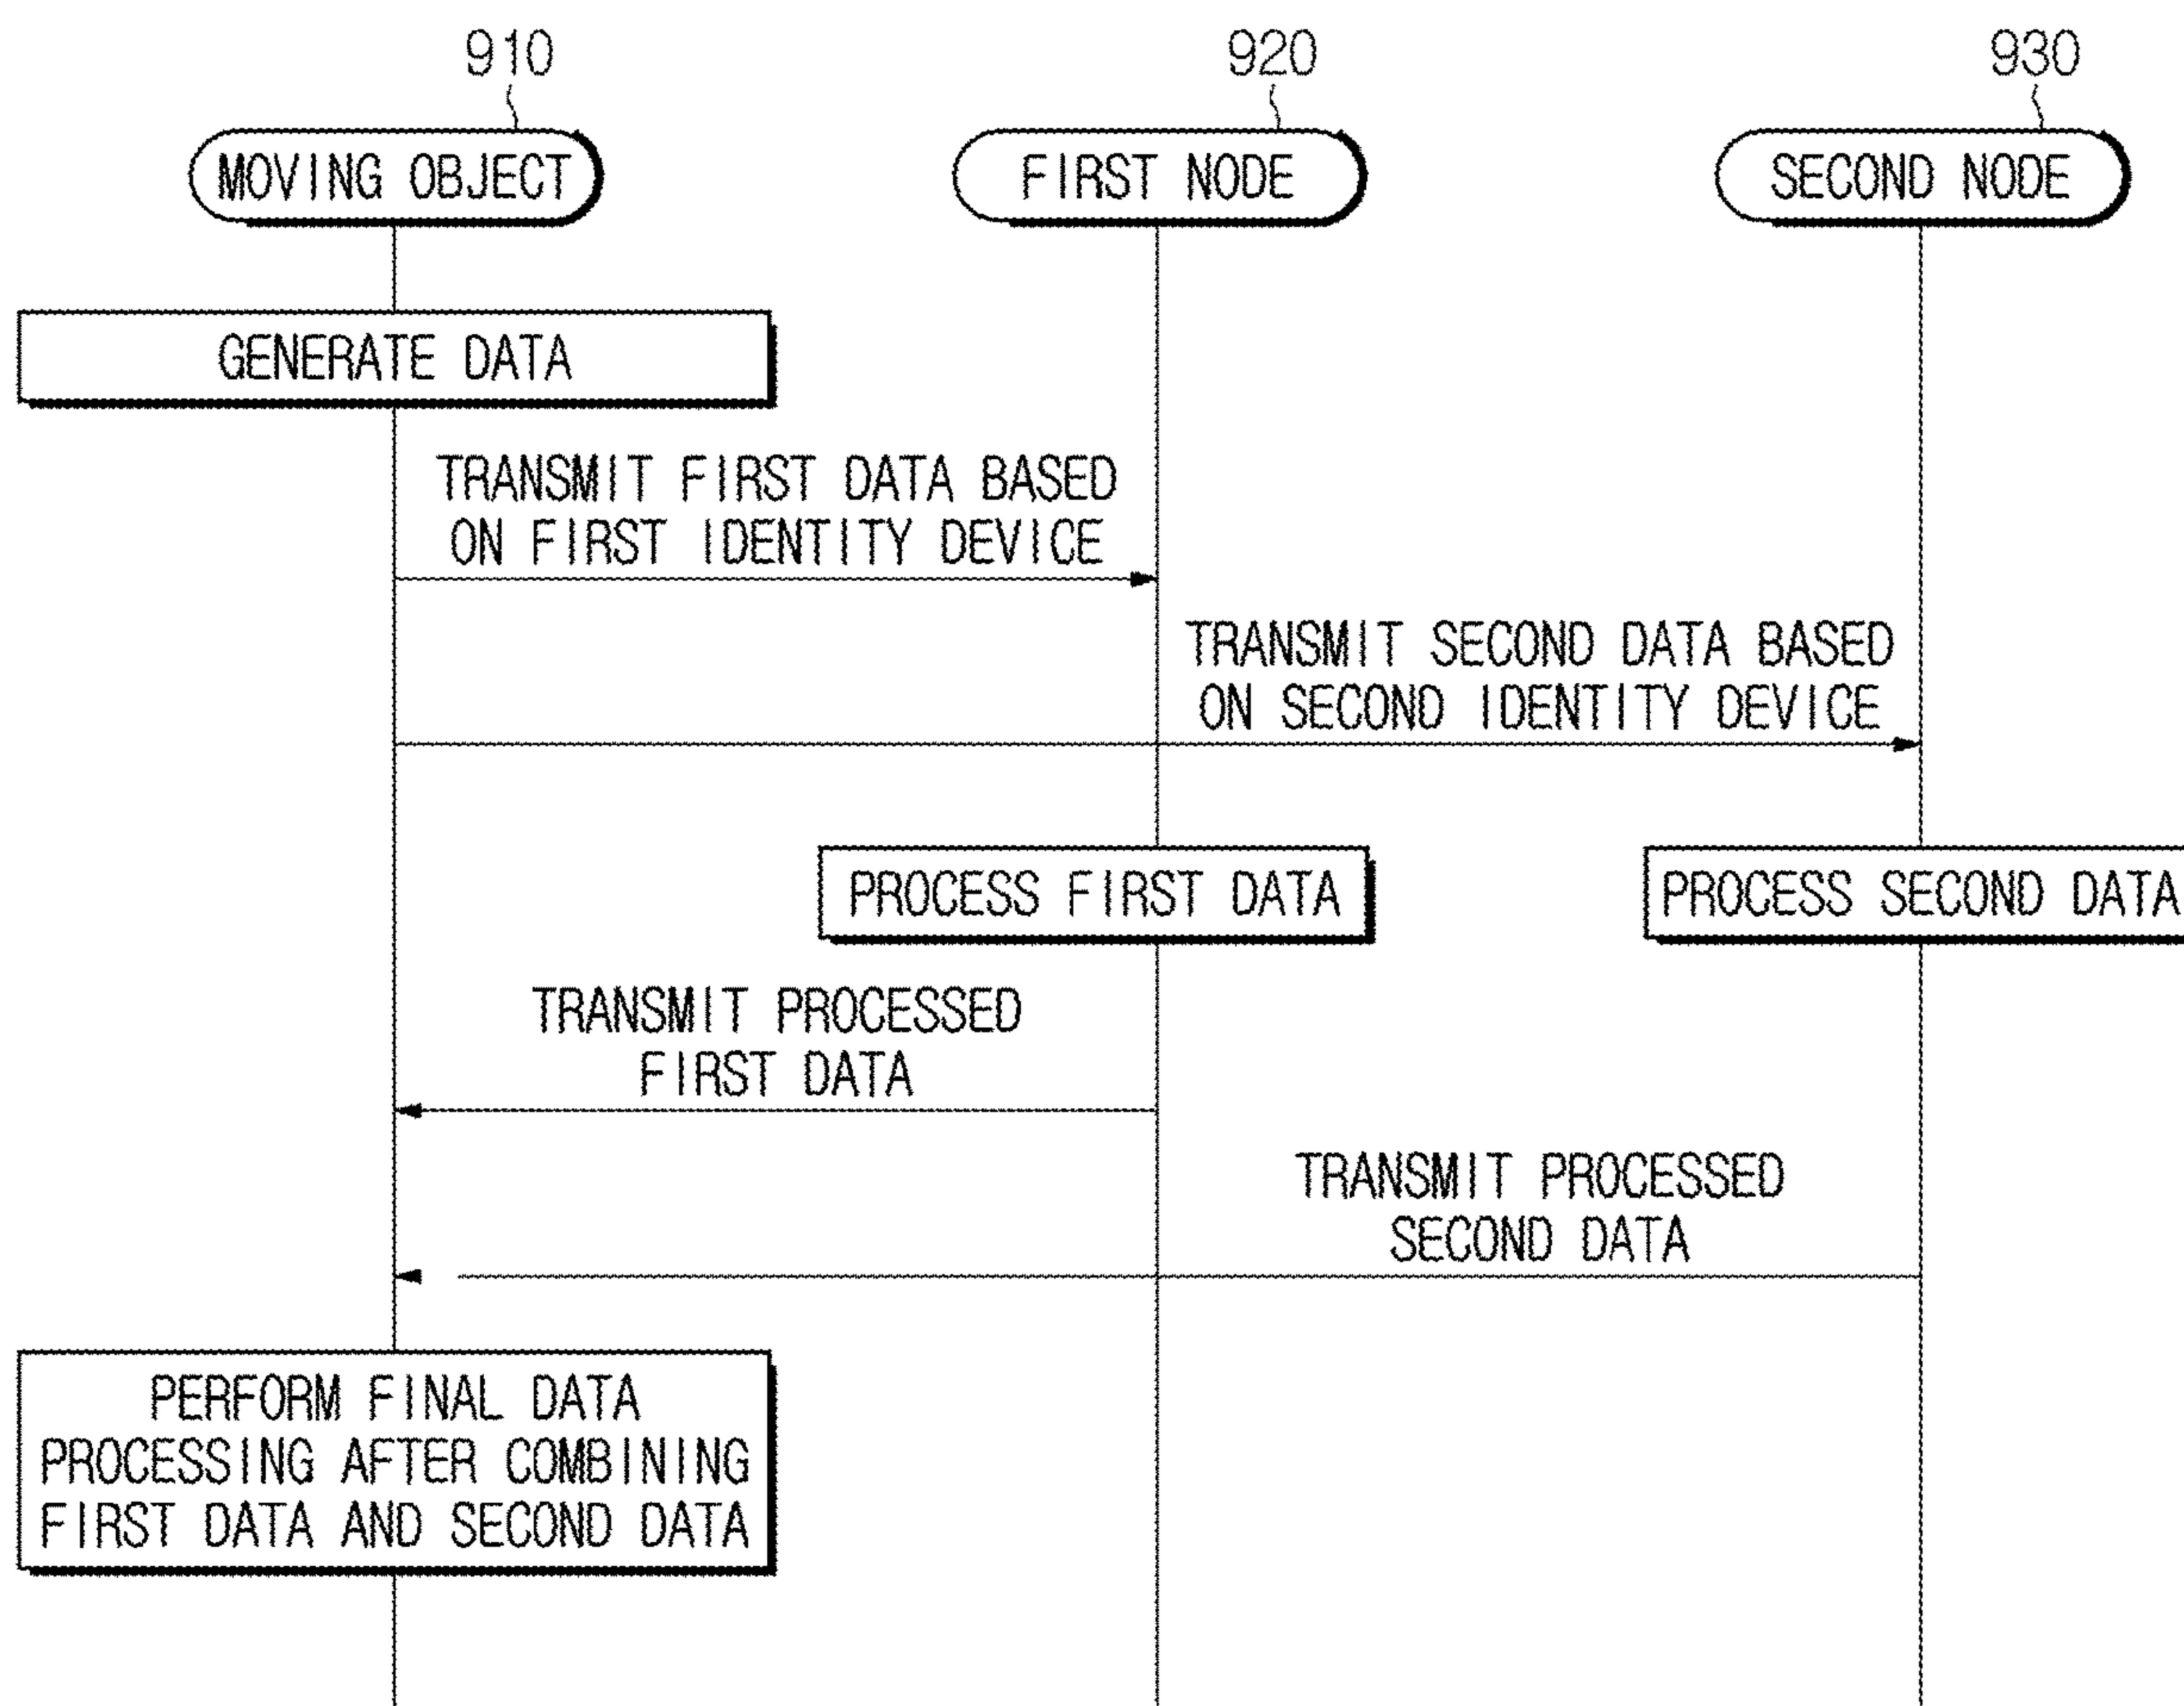 910
920
930
MOVING OBJECT
FIRST NODE
SECOND NODE
GENERATE DATA
TRANSMIT FIRST DATA BASED
ON FIRST IDENTITY DEVICE
TRANSMIT SECOND DATA BASED
ON SECOND IDENTITY DEVICE
PROCESS FIRST DATA
PROCESS SECOND DATA
TRANSMIT PROCESSED
FIRST DATA
TRANSMIT PROCESSED
SECOND DATA
PERFORM FINAL DATA
PROCESSING AFTER COMBINING
FIRST DATA AND SECOND DATA